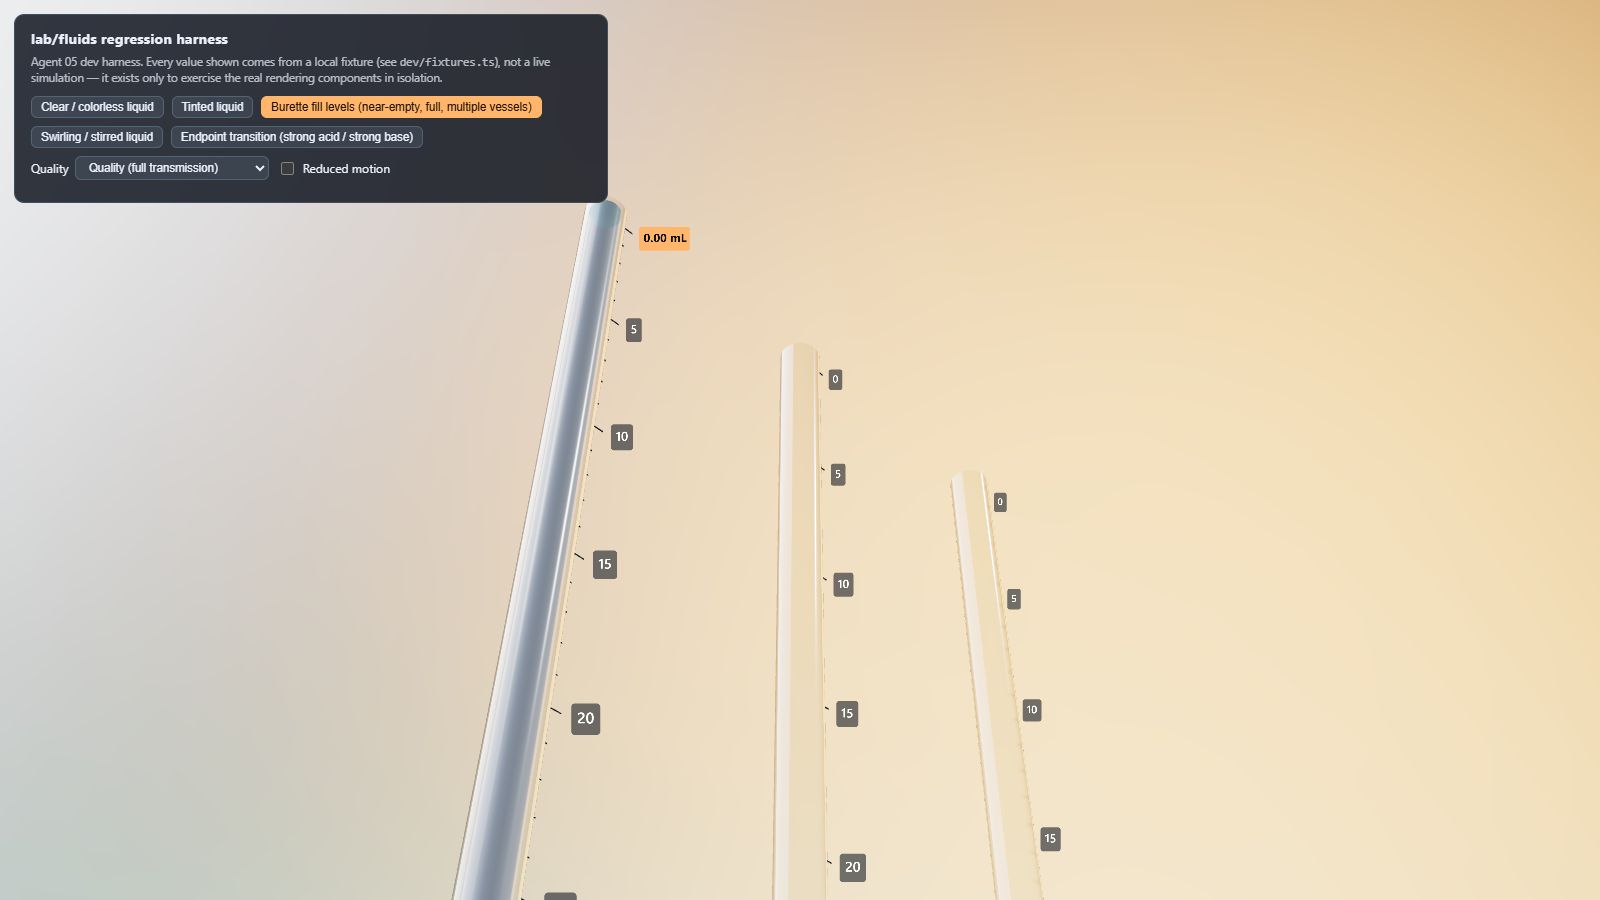 lab/fluids regression harness
Agent 05 dev harness. Every value shown comes from a local fixture (see dev/fixtures.ts), not a live
simulation — it exists only to exercise the real rendering components in isolation.
Clear / colorless liquid
Tinted liquid
Burette fill levels (near-empty, full, multiple vessels)
Swirling / stirred liquid
Endpoint transition (strong acid / strong base)
Quality
Quality (full transmission)
Reduced motion
0.00 mL
5
10
15
20
0
5
10
15
20
0
5
10
15